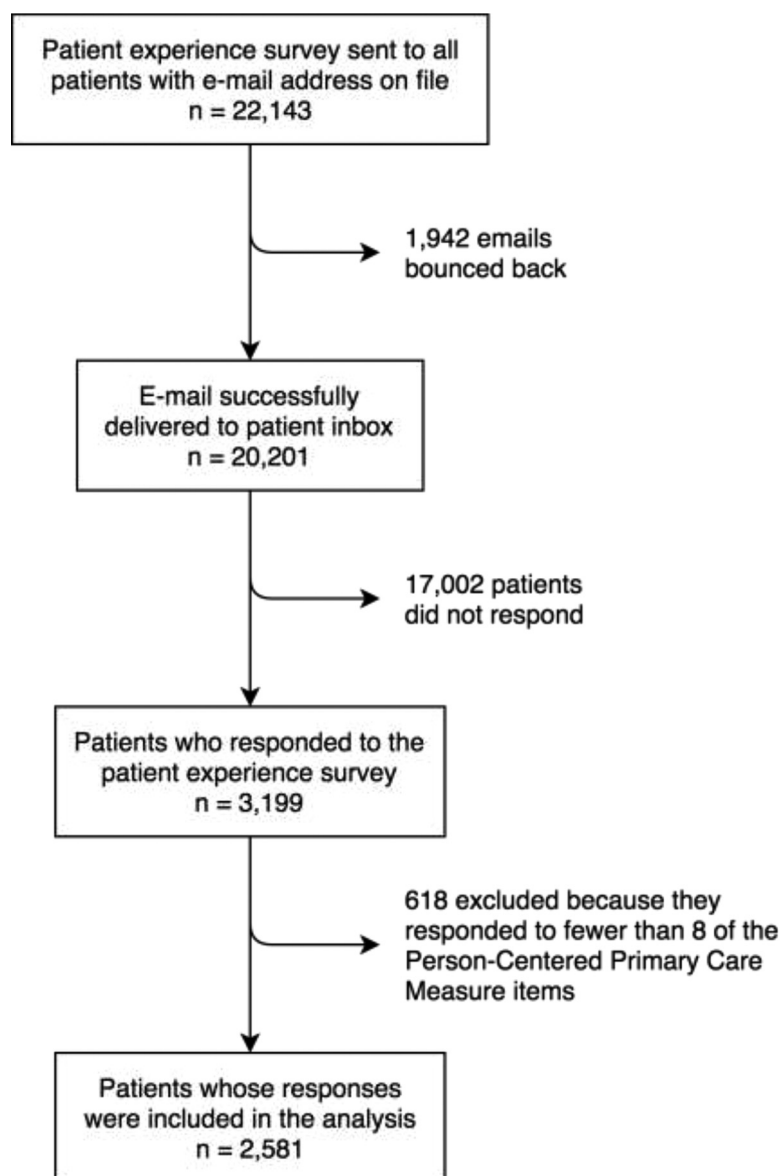 Patient experience survey sent to all
patients with e-mail address on file
n = 22,143
1,942 emails
bounced back
E-mail successfully
delivered to patient inbox
n = 20,201
17,002 patients
did not respond
Patients who responded to the
patient experience survey
n = 3,199
618 excluded because they
responded to fewer than 8 of the
Person-Centered Primary Care
Measure items
Patients whose responses
were included in the analysis
n = 2,581